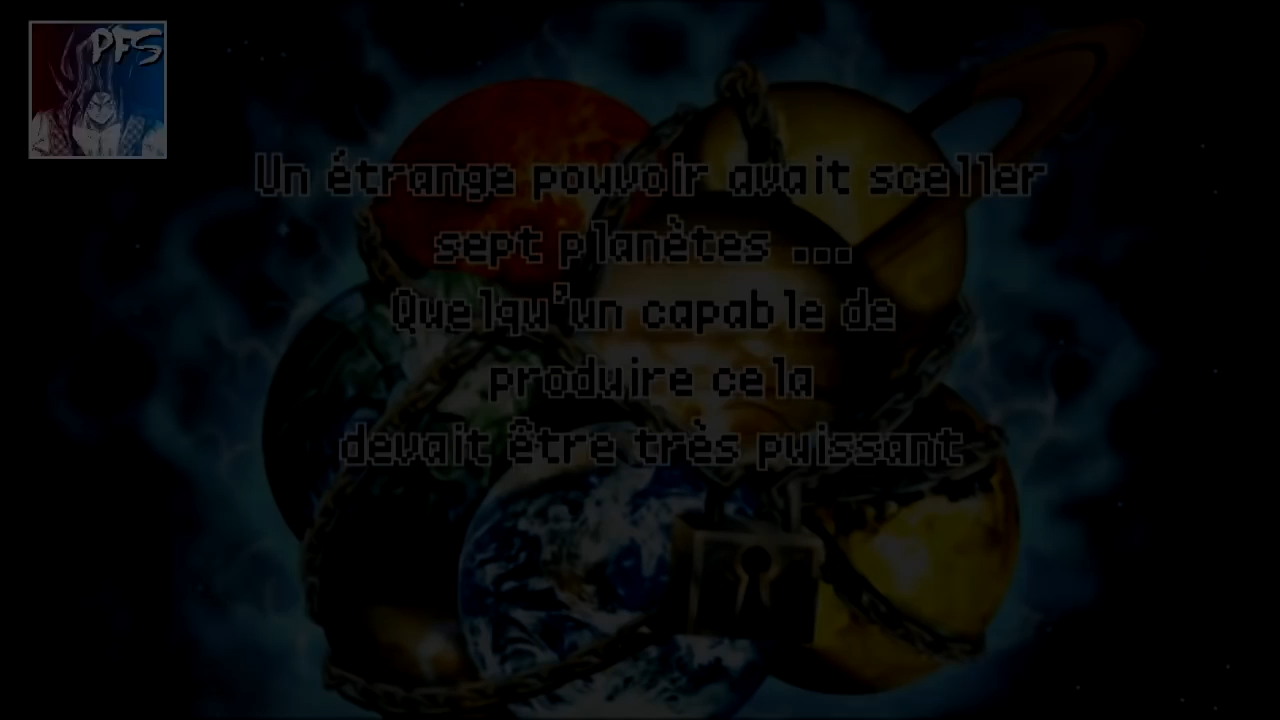 PFS
Un étrange pouvoir avait sceller
sept planètes ...
Quelqu'un capable de
produire cela
devait être très puissant